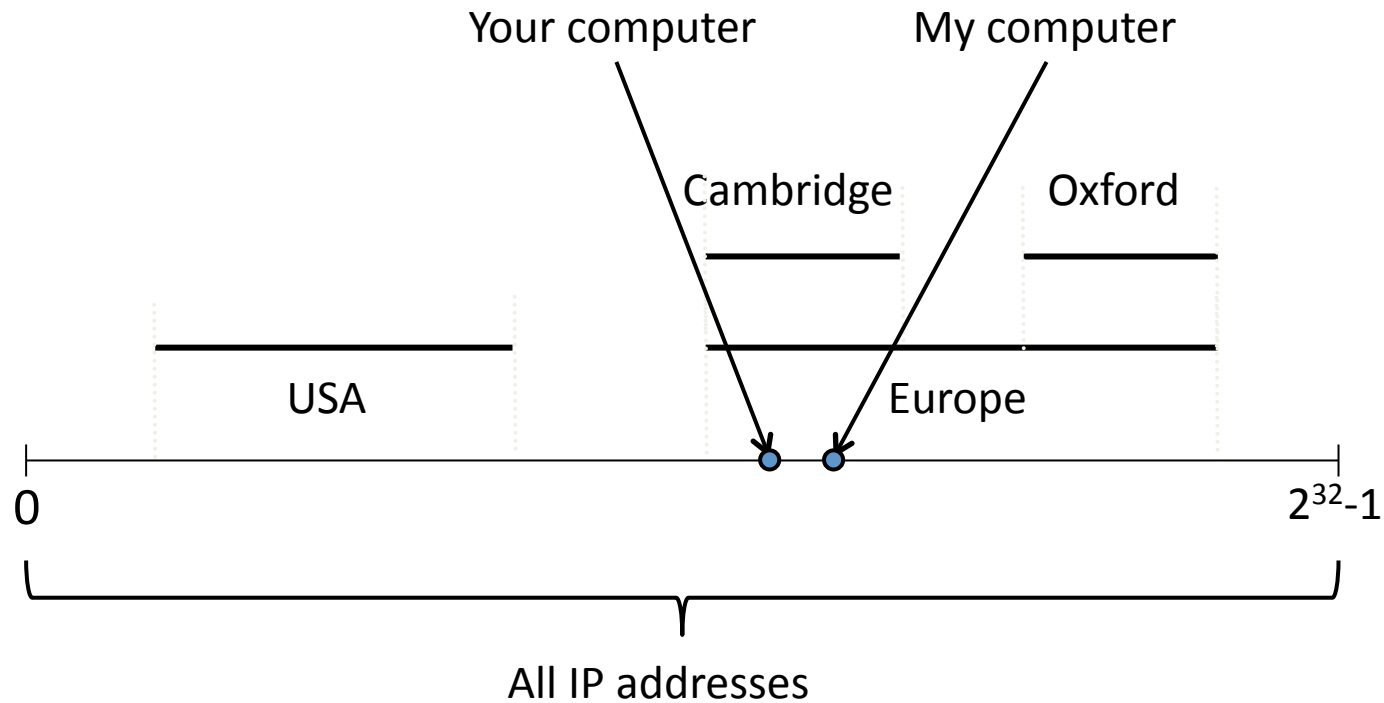 Your computer
My computer
Cambridge
Oxford
USA
Europe
0
2³²-1
All IP addresses